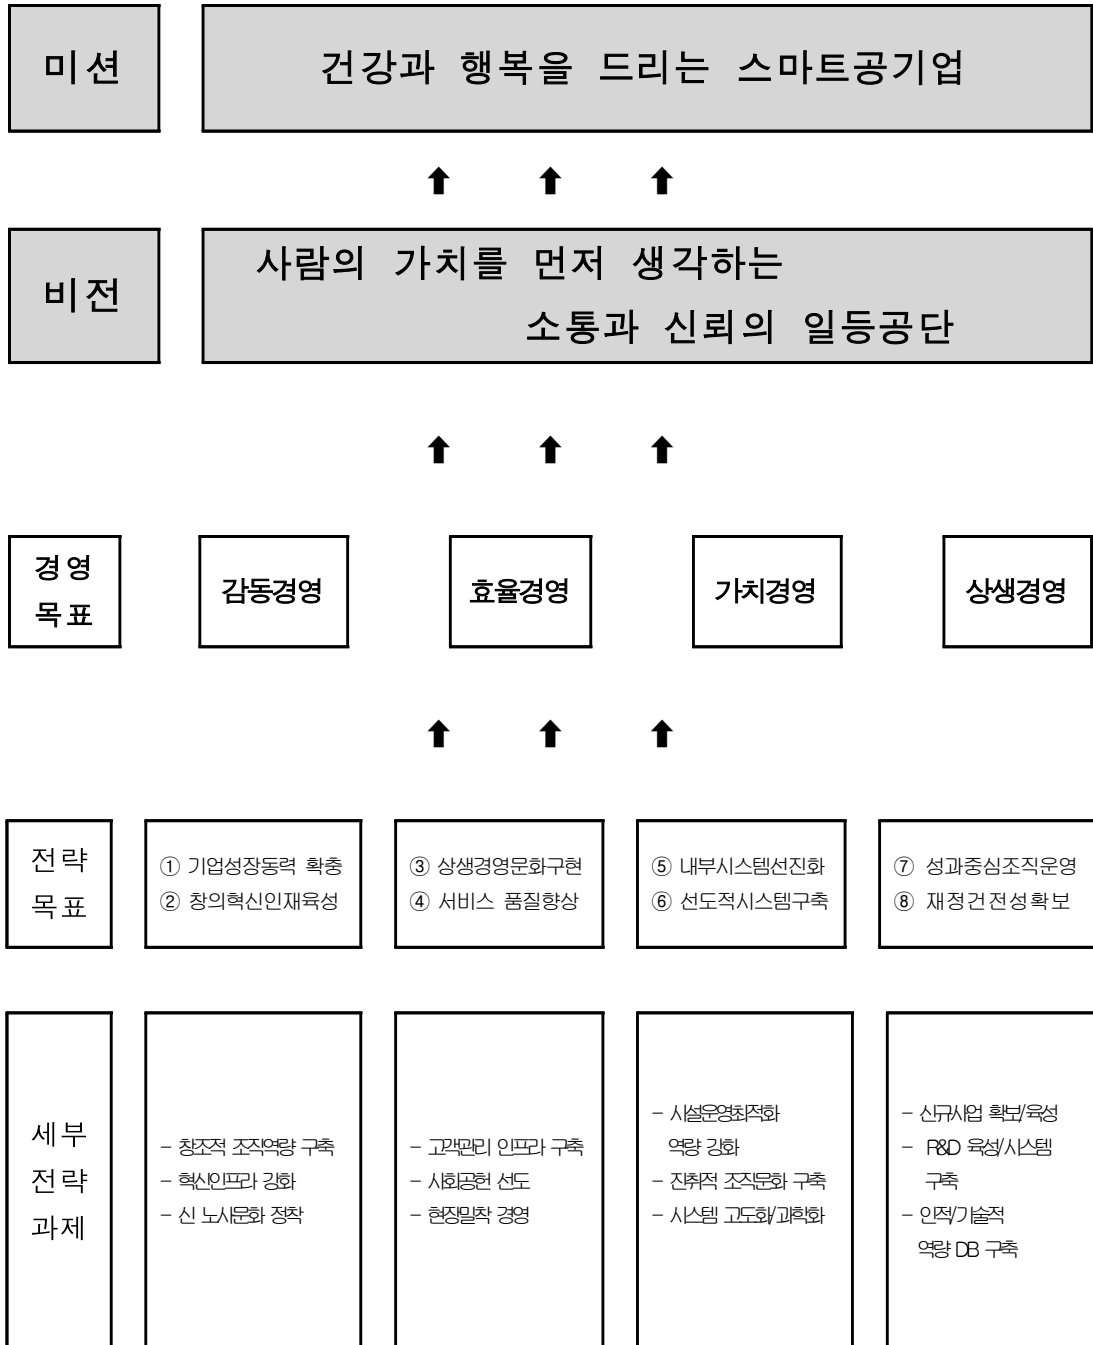 미션
건강과 행복을 드리는 스마트공기업
비전
사람의 가치를 먼저 생각하는
소통과 신뢰의 일등공단
경영
목표
감동경영
효율경영
가치경영
상생경영
전략
목표
① 기업성장동력 확충
② 창의혁신인재육성
③ 상생경영문화구현
④ 서비스 품질향상
⑤ 내부시스템선진화
⑥ 선도적시스템구축
⑦ 성과중심조직운영
⑧ 재정건전성확보
세부
전략
과제
- 창조적 조직역량 구축
- 혁신인프라 강화
- 신 노사문화 정착
- 고객관리 인프라 구축
- 사회공헌 선도
- 현장밀착 경영
- 시설운영최적화
역량 강화
- 진취적 조직문화 구축
- 시스템 고도화/과학화
- 신규사업 확보/육성
- R&D 육성/시스템
구축
- 인적/기술적
역량 DB 구축